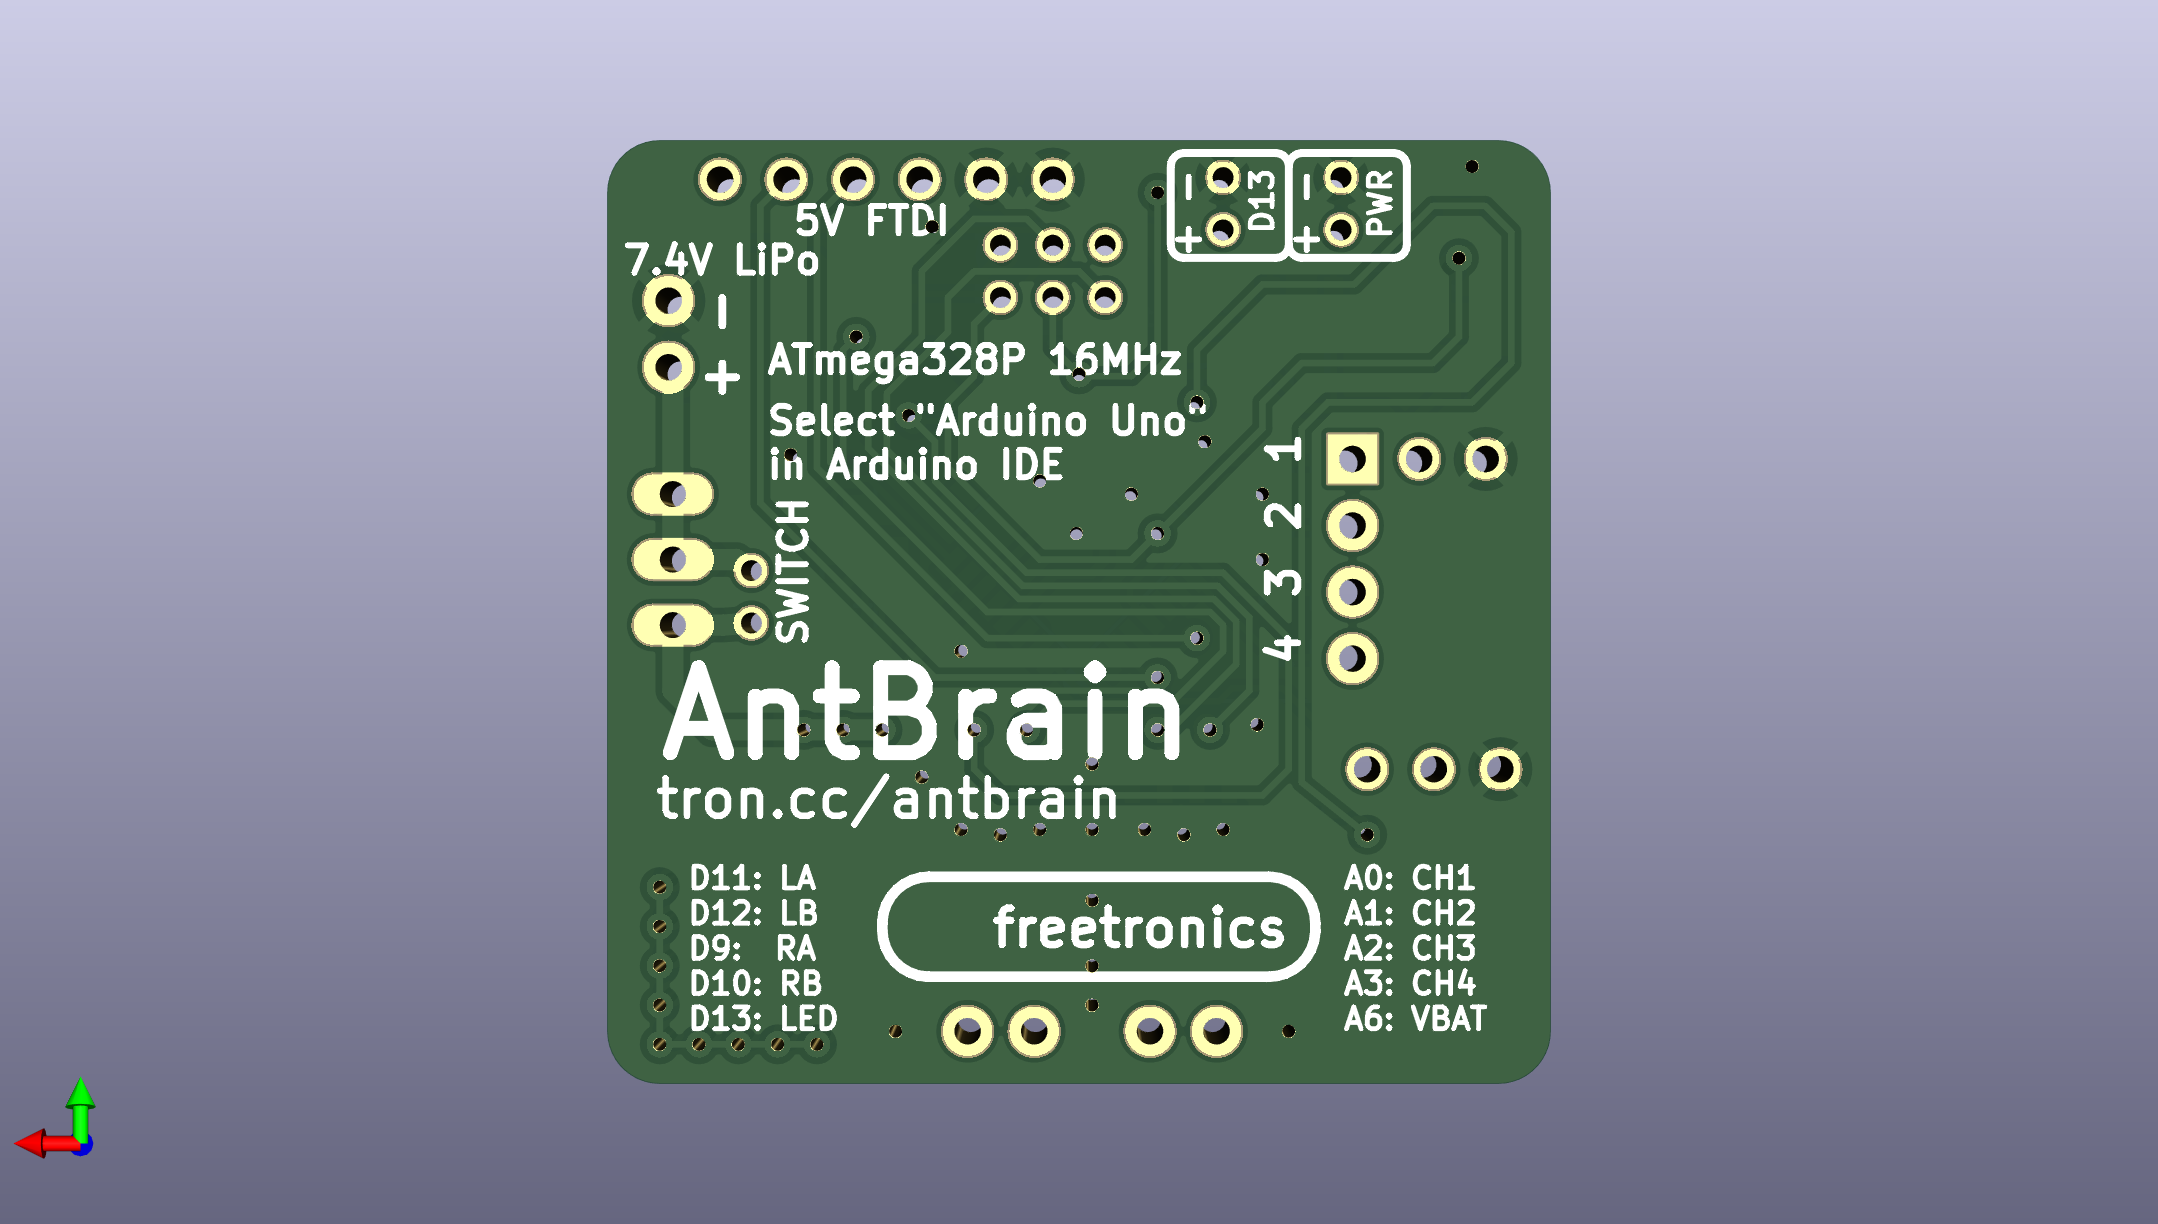 5V FTDI
7.4V LiPo
-
+
- D13
+
- PWR
+
ATmega328P 16MHz
Select "Arduino Uno"
in Arduino IDE
SWITCH
1
2
3
4
AntBrain
tron.cc/antbrain
D11: LA
D12: LB
D9: RA
D10: RB
D13: LED
freetronics
A0: CH1
A1: CH2
A2: CH3
A3: CH4
A6: VBAT